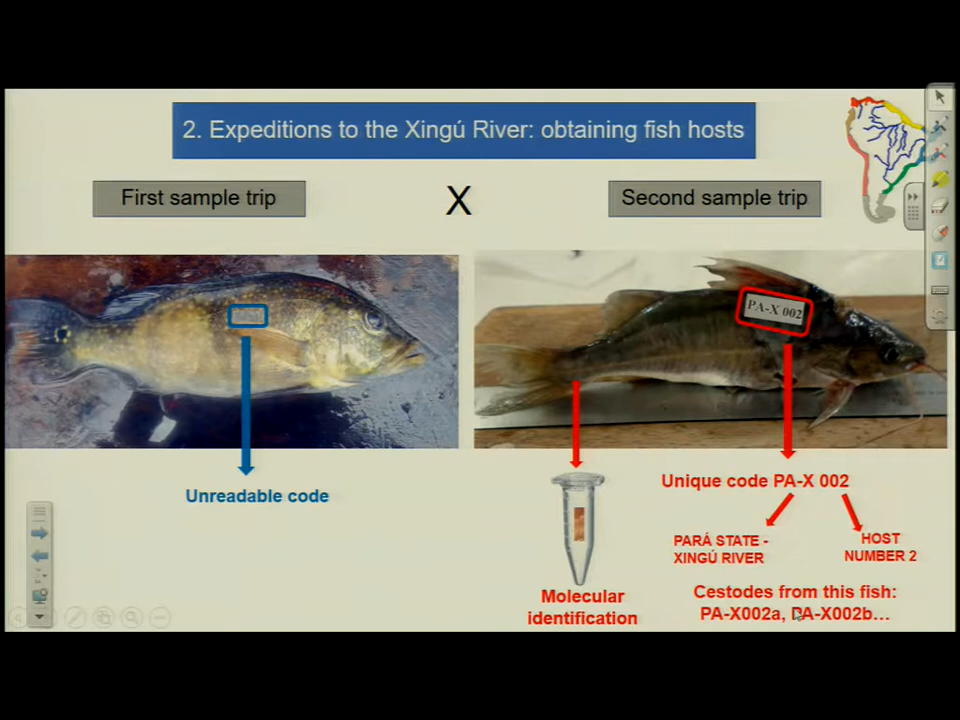 2. Expeditions to the Xingú River: obtaining fish hosts
First sample trip
X
Second sample trip
PA-X 002
Unreadable code
Unique code PA-X 002
PARÁ STATE -
XINGÚ RIVER
HOST
NUMBER 2
Molecular
identification
Cestodes from this fish:
PA-X002a, PA-X002b...